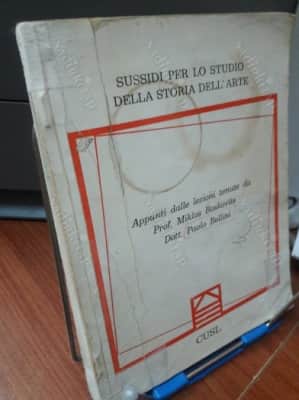 SUSSIDI PER LO STUDIO
DELLA STORIA DELL'ARTE
Appunti dalle lezioni tenute da
Prof. Miklos Boskovits
Dott. Paolo Bellini
CUSL